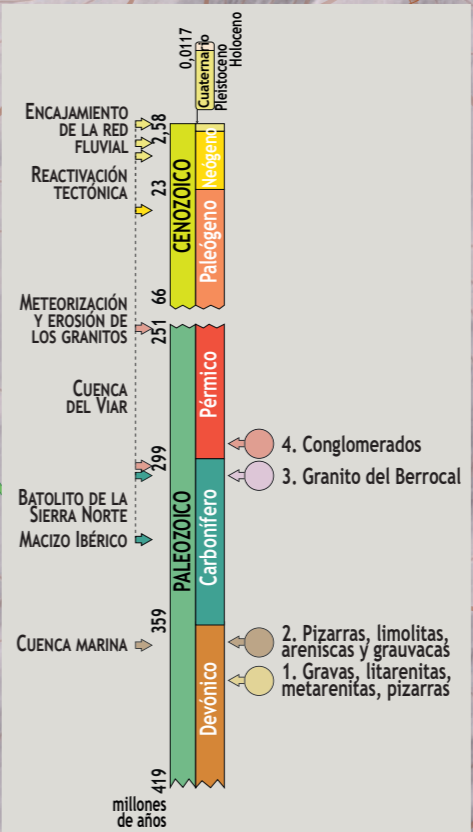 0,0117
Cuaternario
Pleistoceno
Holoceno
ENCAJAMIENTO
DE LA RED
FLUVIAL
2,58
REACTIVACIÓN
TECTÓNICA
23
CENOZOICO
Neógeno
Paleógeno
66
METEORIZACIÓN
Y EROSIÓN DE
LOS GRANITOS
251
CUENCA
DEL VIAR
Pérmico
299
4. Conglomerados
3. Granito del Berrocal
BATOLITO DE LA
SIERRA NORTE
MACIZO IBÉRICO
PALEOZOICO
Carbonífero
359
CUENCA MARINA
2. Pizarras, limolitas,
areniscas y grauvacas
1. Gravas, litarenitas,
metarenitas, pizarras
Devónico
419
millones
de años